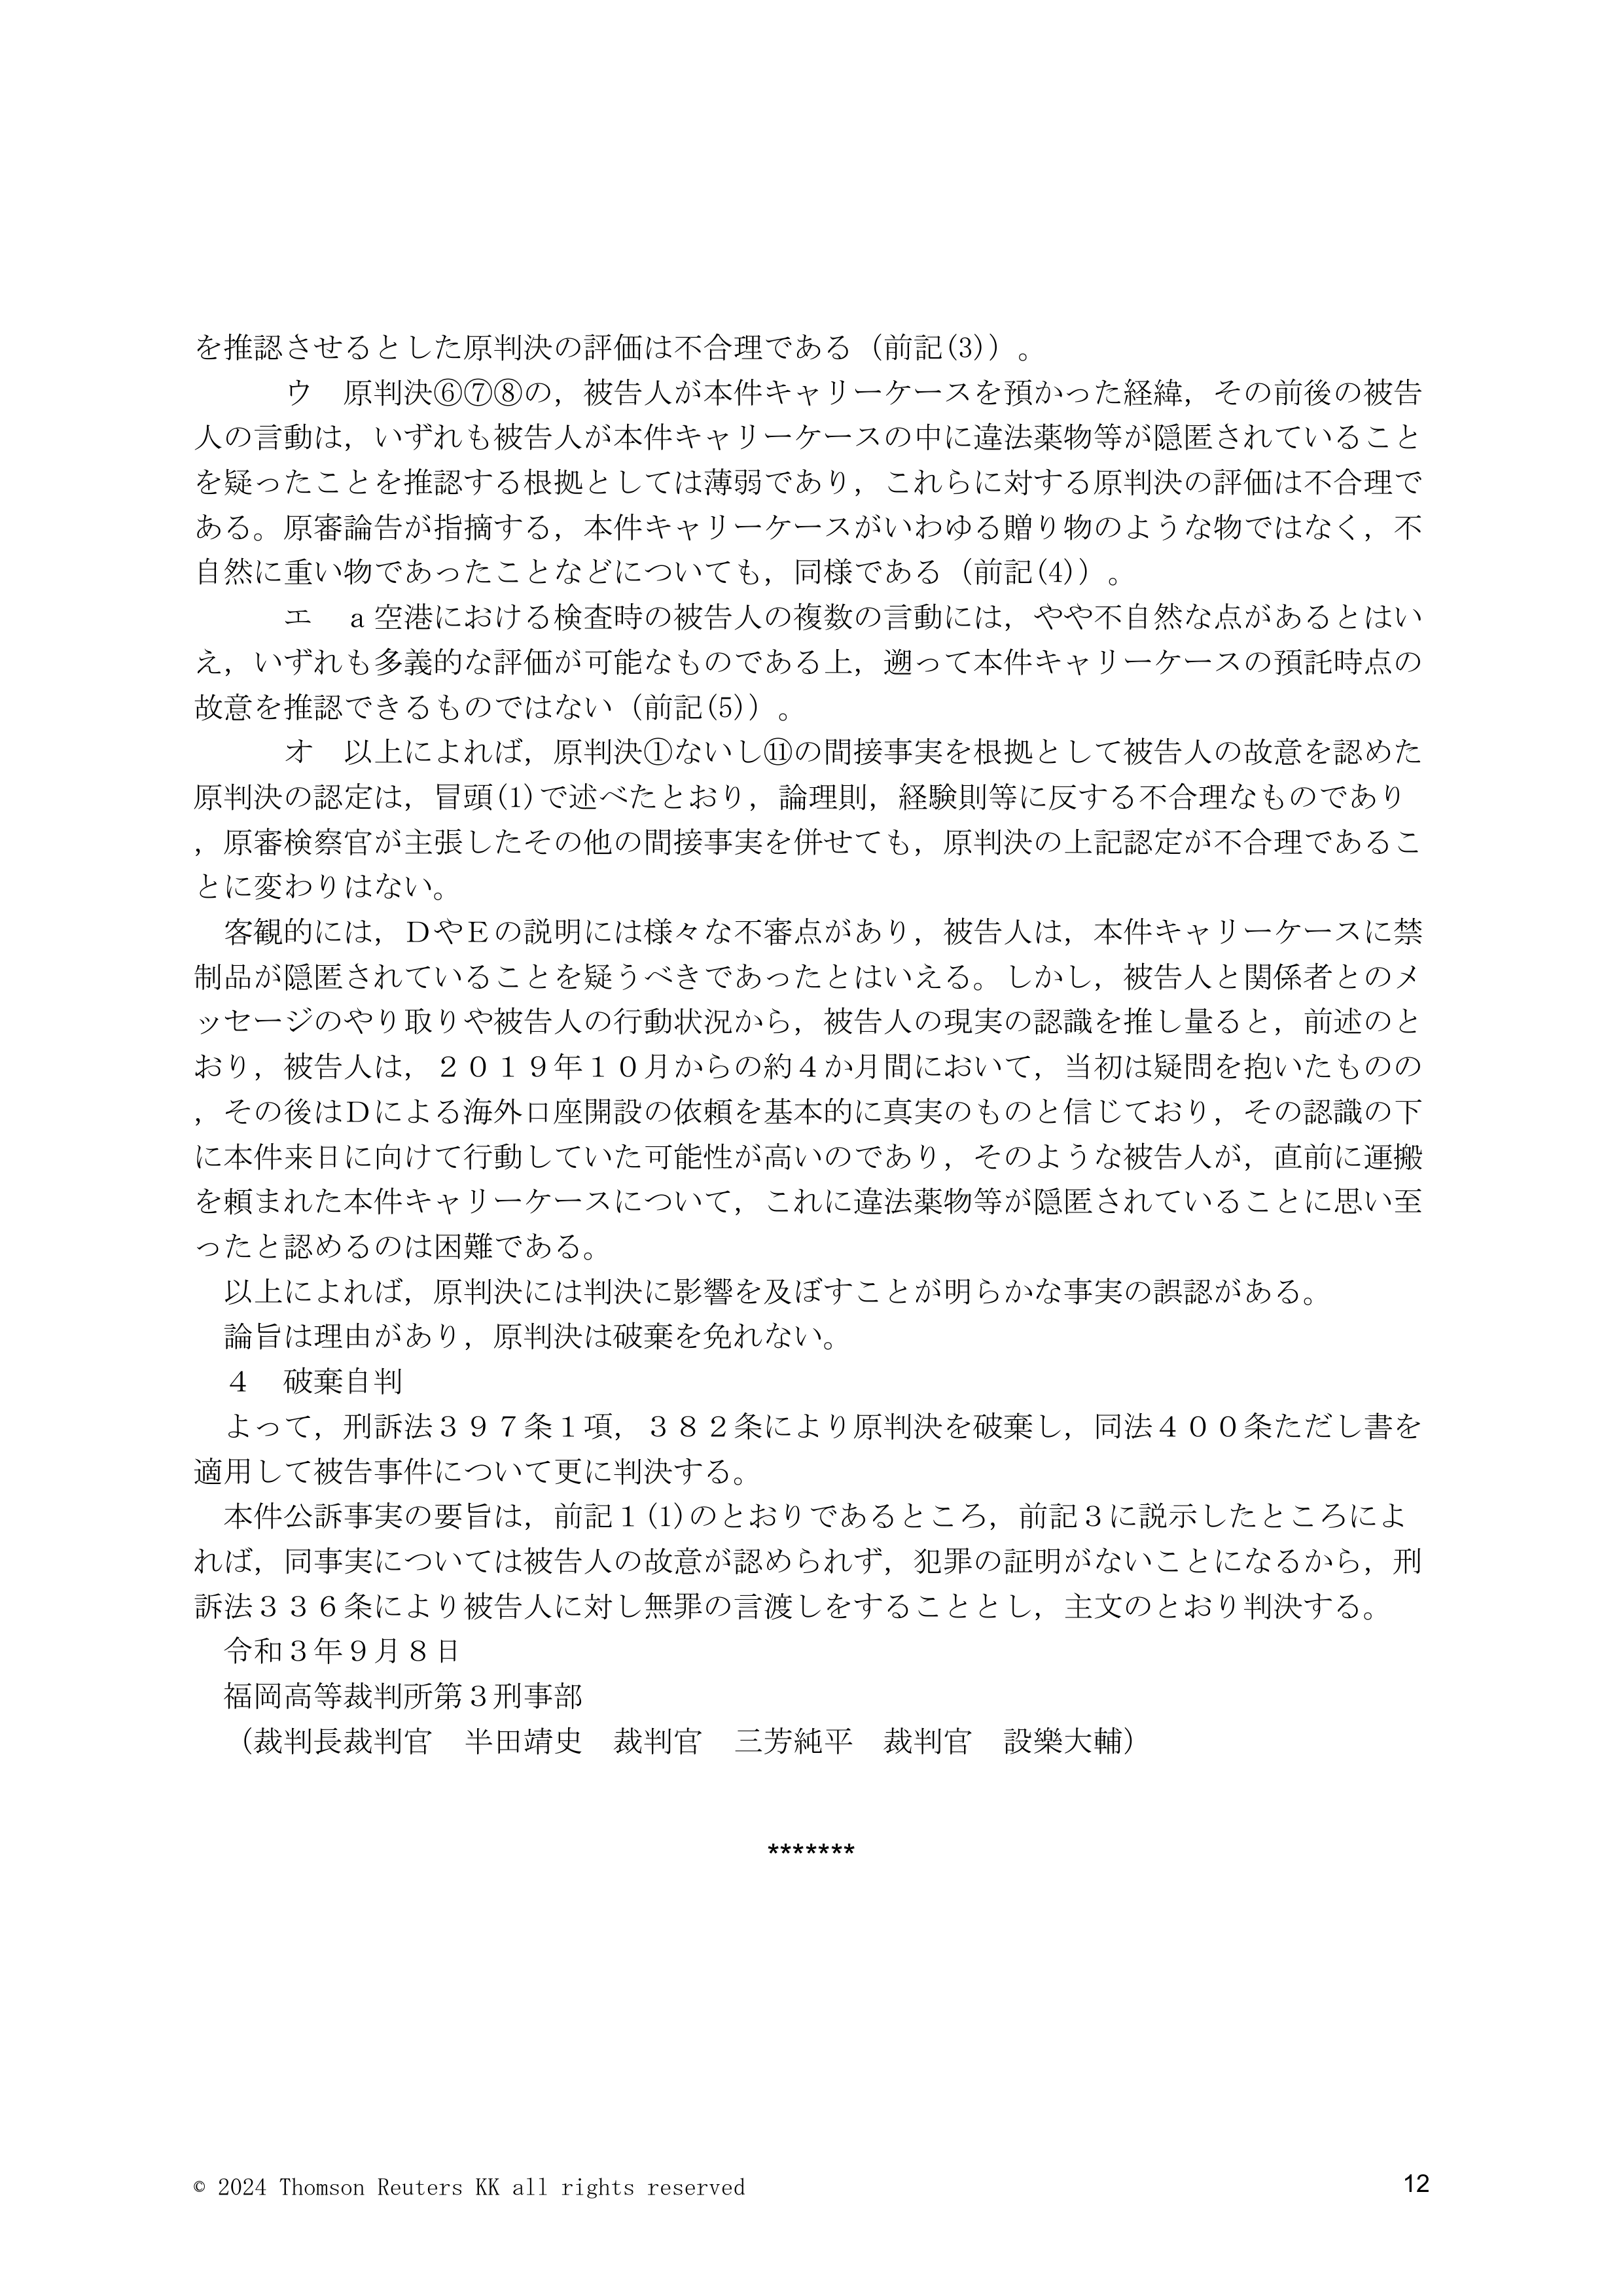 を推認させるとした原判決の評価は不合理である（前記(3)）。
ウ　原判決⑥⑦⑧の，被告人が本件キャリーケースを預かった経緯，その前後の被告
人の言動は，いずれも被告人が本件キャリーケースの中に違法薬物等が隠匿されていること
を疑ったことを推認する根拠としては薄弱であり，これらに対する原判決の評価は不合理で
ある。原審論告が指摘する，本件キャリーケースがいわゆる贈り物のような物ではなく，不
自然に重い物であったことなどについても，同様である（前記(4)）。
エ　ａ空港における検査時の被告人の複数の言動には，やや不自然な点があるとはい
え，いずれも多義的な評価が可能なものである上，遡って本件キャリーケースの預託時点の
故意を推認できるものではない（前記(5)）。
オ　以上によれば，原判決①ないし⑪の間接事実を根拠として被告人の故意を認めた
原判決の認定は，冒頭(1)で述べたとおり，論理則，経験則等に反する不合理なものであり
，原審検察官が主張したその他の間接事実を併せても，原判決の上記認定が不合理であるこ
とに変わりはない。
客観的には，ＤやＥの説明には様々な不審点があり，被告人は，本件キャリーケースに禁
制品が隠匿されていることを疑うべきであったとはいえる。しかし，被告人と関係者とのメ
ッセージのやり取りや被告人の行動状況から，被告人の現実の認識を推し量ると，前述のと
おり，被告人は，２０１９年１０月からの約４か月間において，当初は疑問を抱いたものの
，その後はＤによる海外口座開設の依頼を基本的に真実のものと信じており，その認識の下
に本件来日に向けて行動していた可能性が高いのであり，そのような被告人が，直前に運搬
を頼まれた本件キャリーケースについて，これに違法薬物等が隠匿されていることに思い至
ったと認めるのは困難である。
以上によれば，原判決には判決に影響を及ぼすことが明らかな事実の誤認がある。
論旨は理由があり，原判決は破棄を免れない。
４　破棄自判
よって，刑訴法３９７条１項，３８２条により原判決を破棄し，同法４００条ただし書を
適用して被告事件について更に判決する。
本件公訴事実の要旨は，前記１(1)のとおりであるところ，前記３に説示したところによ
れば，同事実については被告人の故意が認められず，犯罪の証明がないことになるから，刑
訴法３３６条により被告人に対し無罪の言渡しをすることとし，主文のとおり判決する。
令和３年９月８日
福岡高等裁判所第３刑事部
（裁判長裁判官　半田靖史　裁判官　三芳純平　裁判官　設樂大輔）
*******
© 2024 Thomson Reuters KK all rights reserved
12